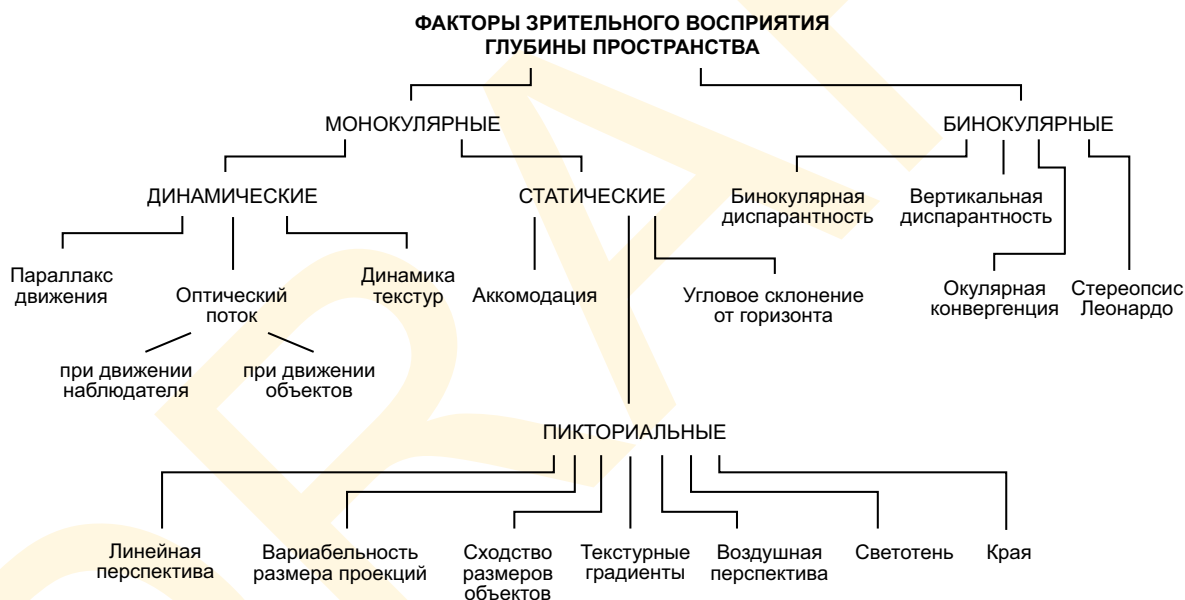 ФАКТОРЫ ЗРИТЕЛЬНОГО ВОСПРИЯТИЯ
ГЛУБИНЫ ПРОСТРАНСТВА
МОНОКУЛЯРНЫЕ
БИНОКУЛЯРНЫЕ
ДИНАМИЧЕСКИЕ
СТАТИЧЕСКИЕ
Бинокулярная
диспарантность
Вертикальная
диспарантность
Параллакс
движения
Оптический
поток
Динамика
текстур
Аккомодация
Угловое склонение
от горизонта
Окулярная
конвергенция
Стереопсис
Леонардо
при движении
наблюдателя
при движении
объектов
ПИКТОРИАЛЬНЫЕ
Линейная
перспектива
Вариабельность
размера проекций
Сходство
размеров
объектов
Текстурные
градиенты
Воздушная
перспектива
Светотень
Края